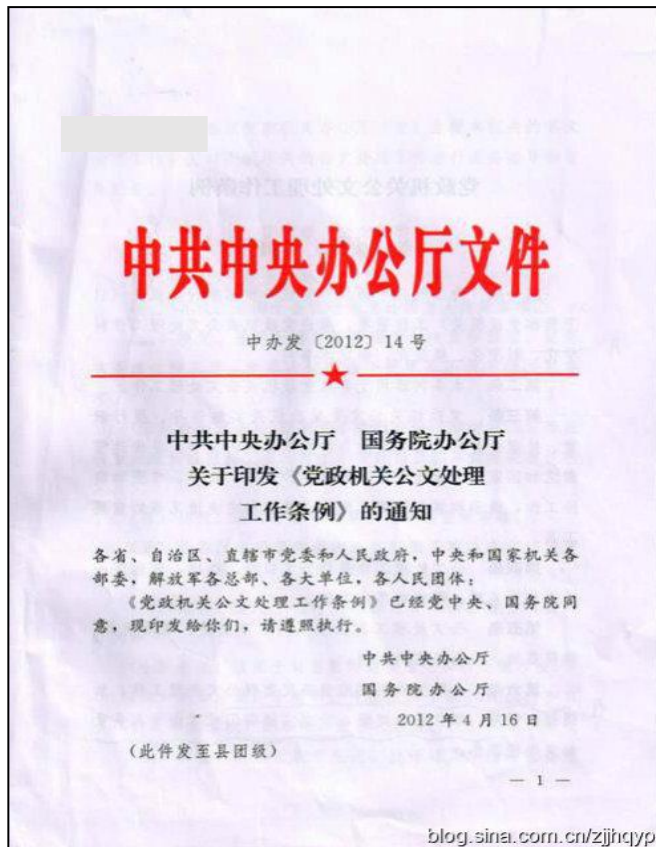 中共中央办公厅文件
中办发〔2012〕14号
中共中央办公厅 国务院办公厅
关于印发《党政机关公文处理
工作条例》的通知
各省、自治区、直辖市党委和人民政府,中央和国家机关各
部委,解放军各总部、各大单位,各人民团体:
《党政机关公文处理工作条例》已经党中央、国务院同
意,现印发给你们,请遵照执行。
中共中央办公厅
国务院办公厅
2012年4月16日
(此件发至县团级)
— 1 —
blog.sina.com.cn/zjjhqyp